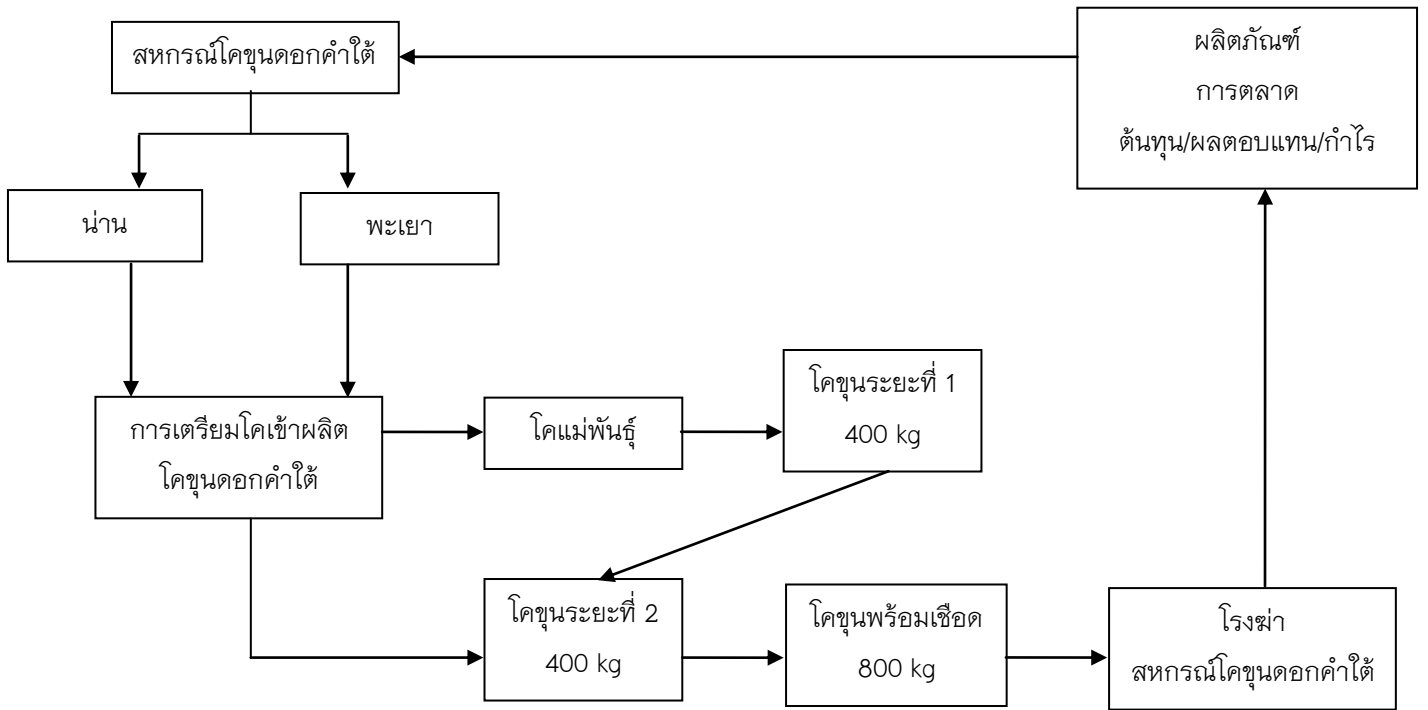 สหกรณ์โคขุนดอกคำใต้
ผลิตภัณฑ์
การตลาด
ต้นทุน/ผลตอบแทน/กำไร
น่าน
พะเยา
การเตรียมโคเข้าผลิต
โคขุนดอกคำใต้
โคแม่พันธุ์
โคขุนระยะที่ 1
400 kg
โคขุนระยะที่ 2
400 kg
โคขุนพร้อมเชือด
800 kg
โรงฆ่า
สหกรณ์โคขุนดอกคำใต้